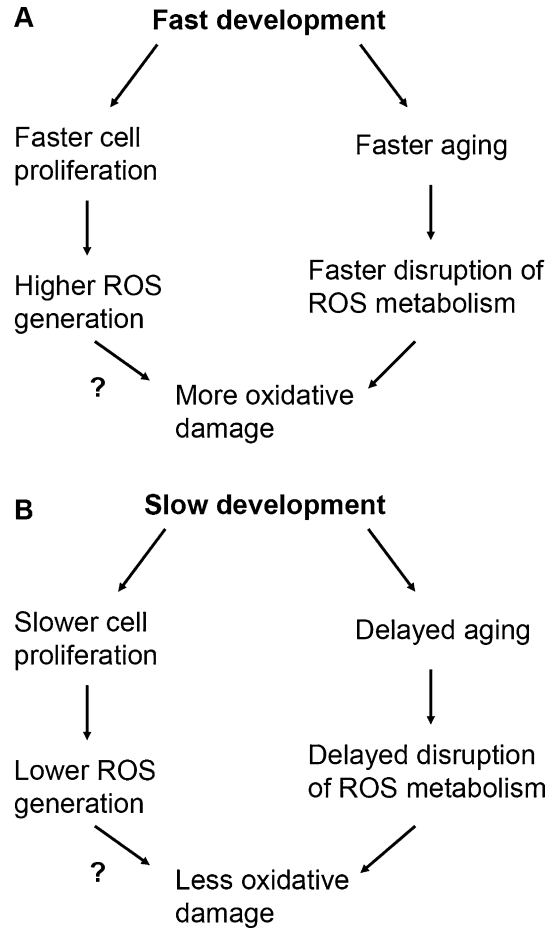 A
Fast development
Faster cell
proliferation
Faster aging
Higher ROS
generation
Faster disruption of
ROS metabolism
?
More oxidative
damage
B
Slow development
Slower cell
proliferation
Delayed aging
Lower ROS
generation
Delayed disruption
of ROS metabolism
?
Less oxidative
damage